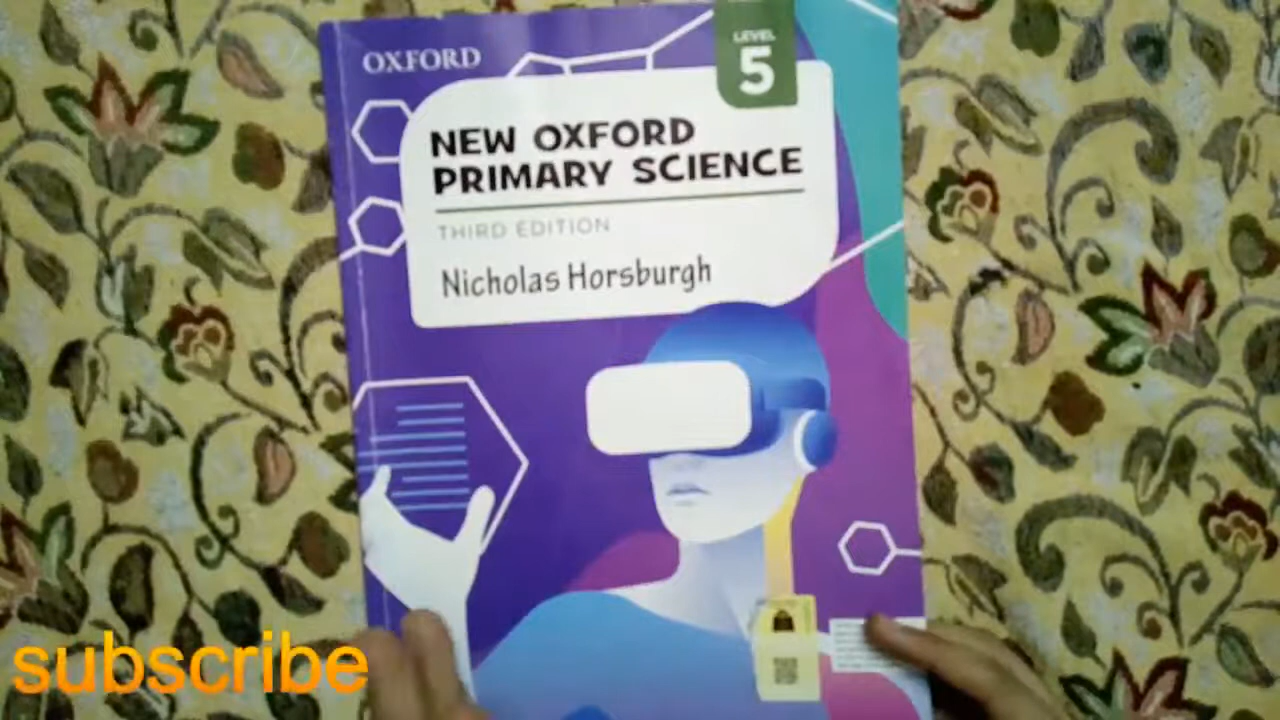 OXFORD
LEVEL
5
NEW OXFORD
PRIMARY SCIENCE
THIRD EDITION
Nicholas Horsburgh
subscribe